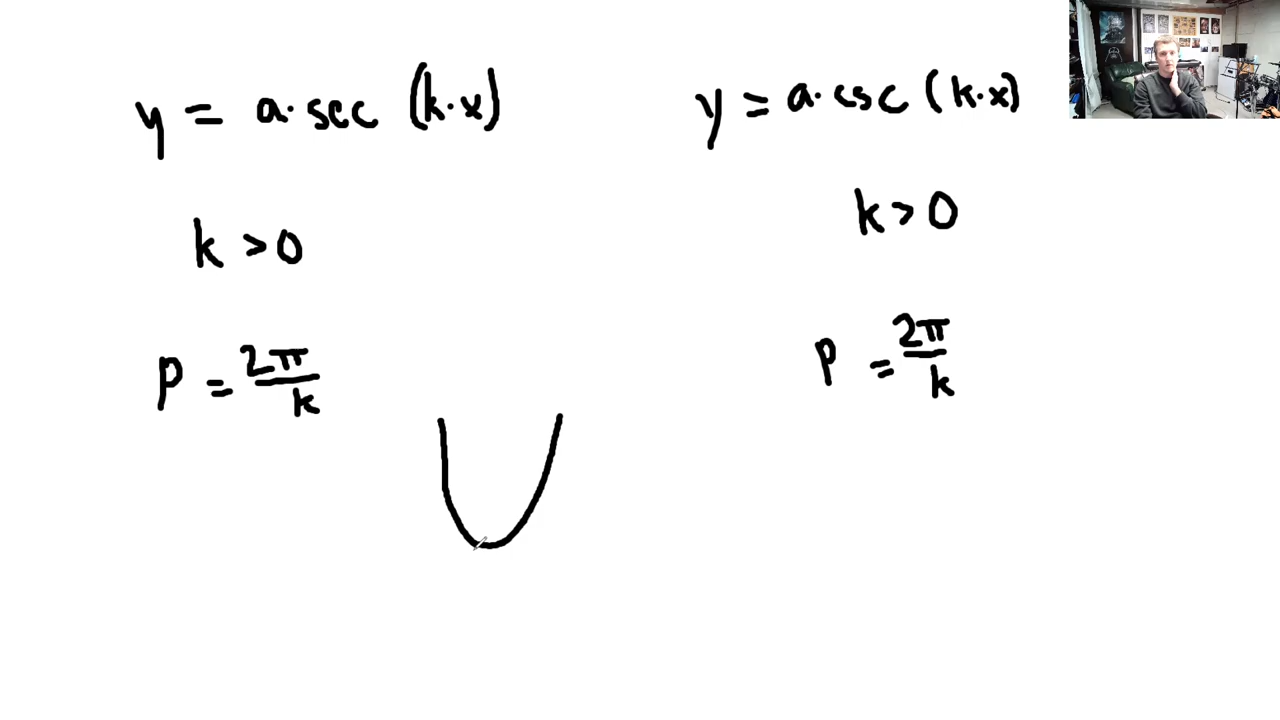 y = a · sec (k · x)
k > 0
P = 2π/k
y = a · csc (k · x)
k > 0
P = 2π/k